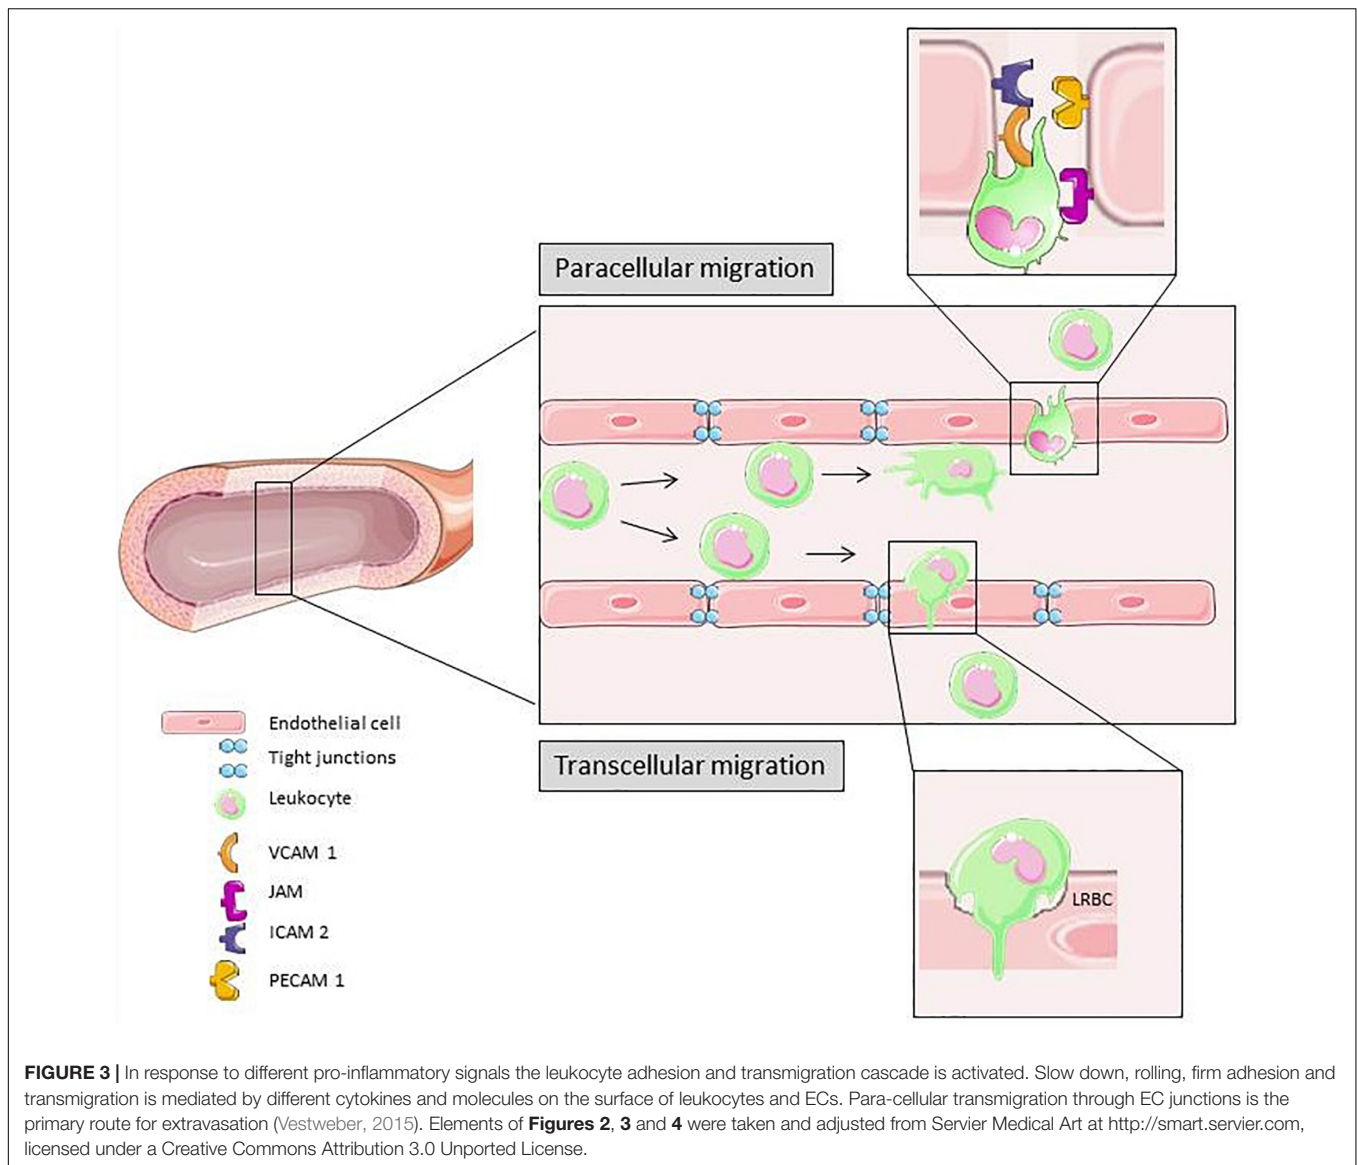 Paracellular migration
Transcellular migration
LRBC
Endothelial cell
Tight junctions
Leukocyte
VCAM 1
JAM
ICAM 2
PECAM 1
FIGURE 3 | In response to different pro-inflammatory signals the leukocyte adhesion and transmigration cascade is activated. Slow down, rolling, firm adhesion and
transmigration is mediated by different cytokines and molecules on the surface of leukocytes and ECs. Para-cellular transmigration through EC junctions is the
primary route for extravasation (Vestweber, 2015). Elements of Figures 2, 3 and 4 were taken and adjusted from Servier Medical Art at http://smart.servier.com,
licensed under a Creative Commons Attribution 3.0 Unported License.